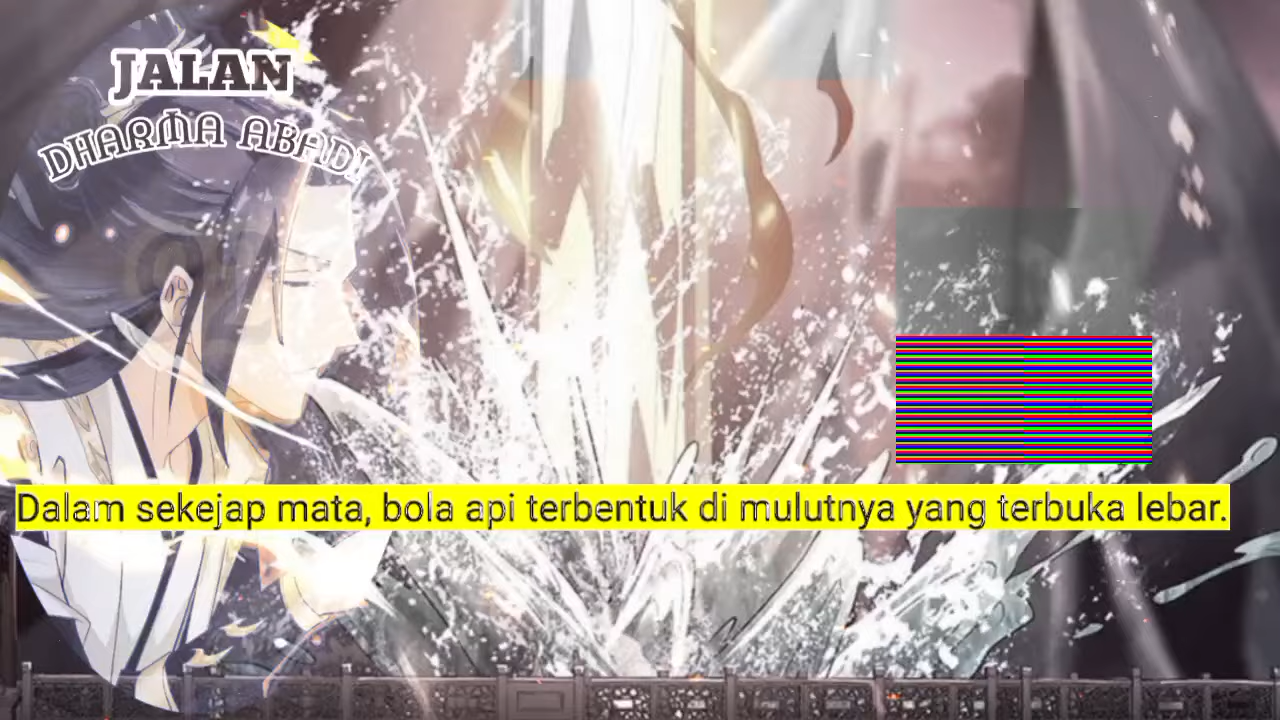 JALAN
DHARMA ABADI
Dalam sekejap mata, bola api terbentuk di mulutnya yang terbuka lebar.